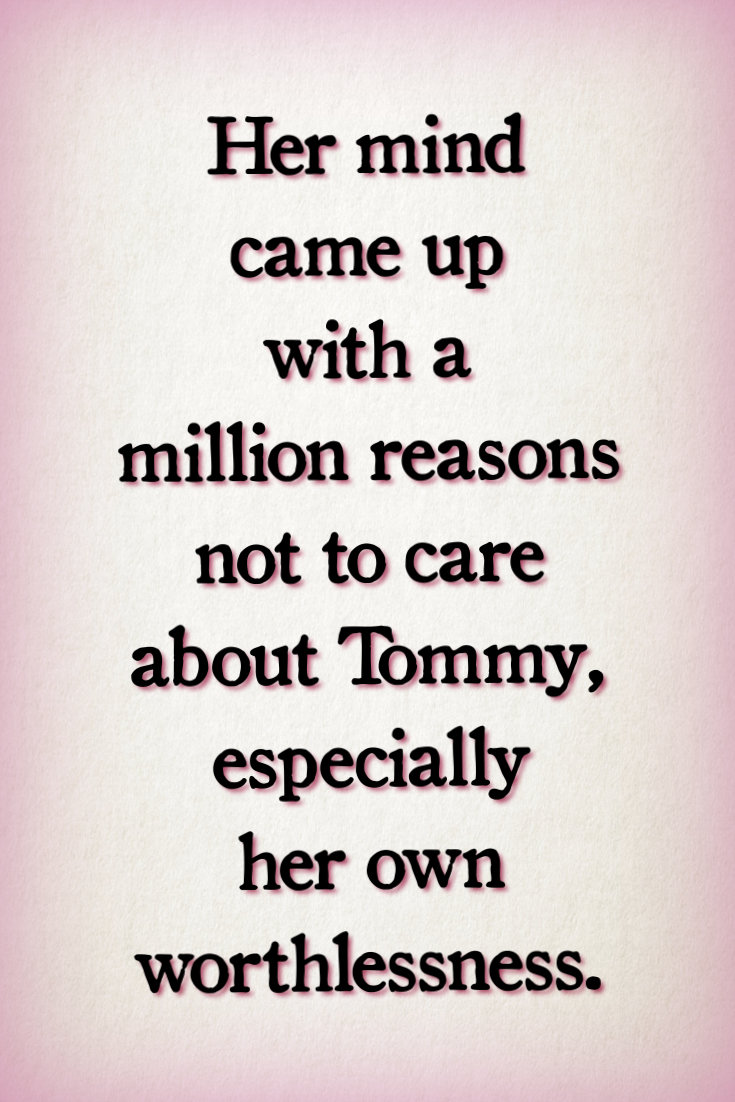 Her mind
came up
with a
million reasons
not to care
about Tommy,
especially
her own
worthlessness.